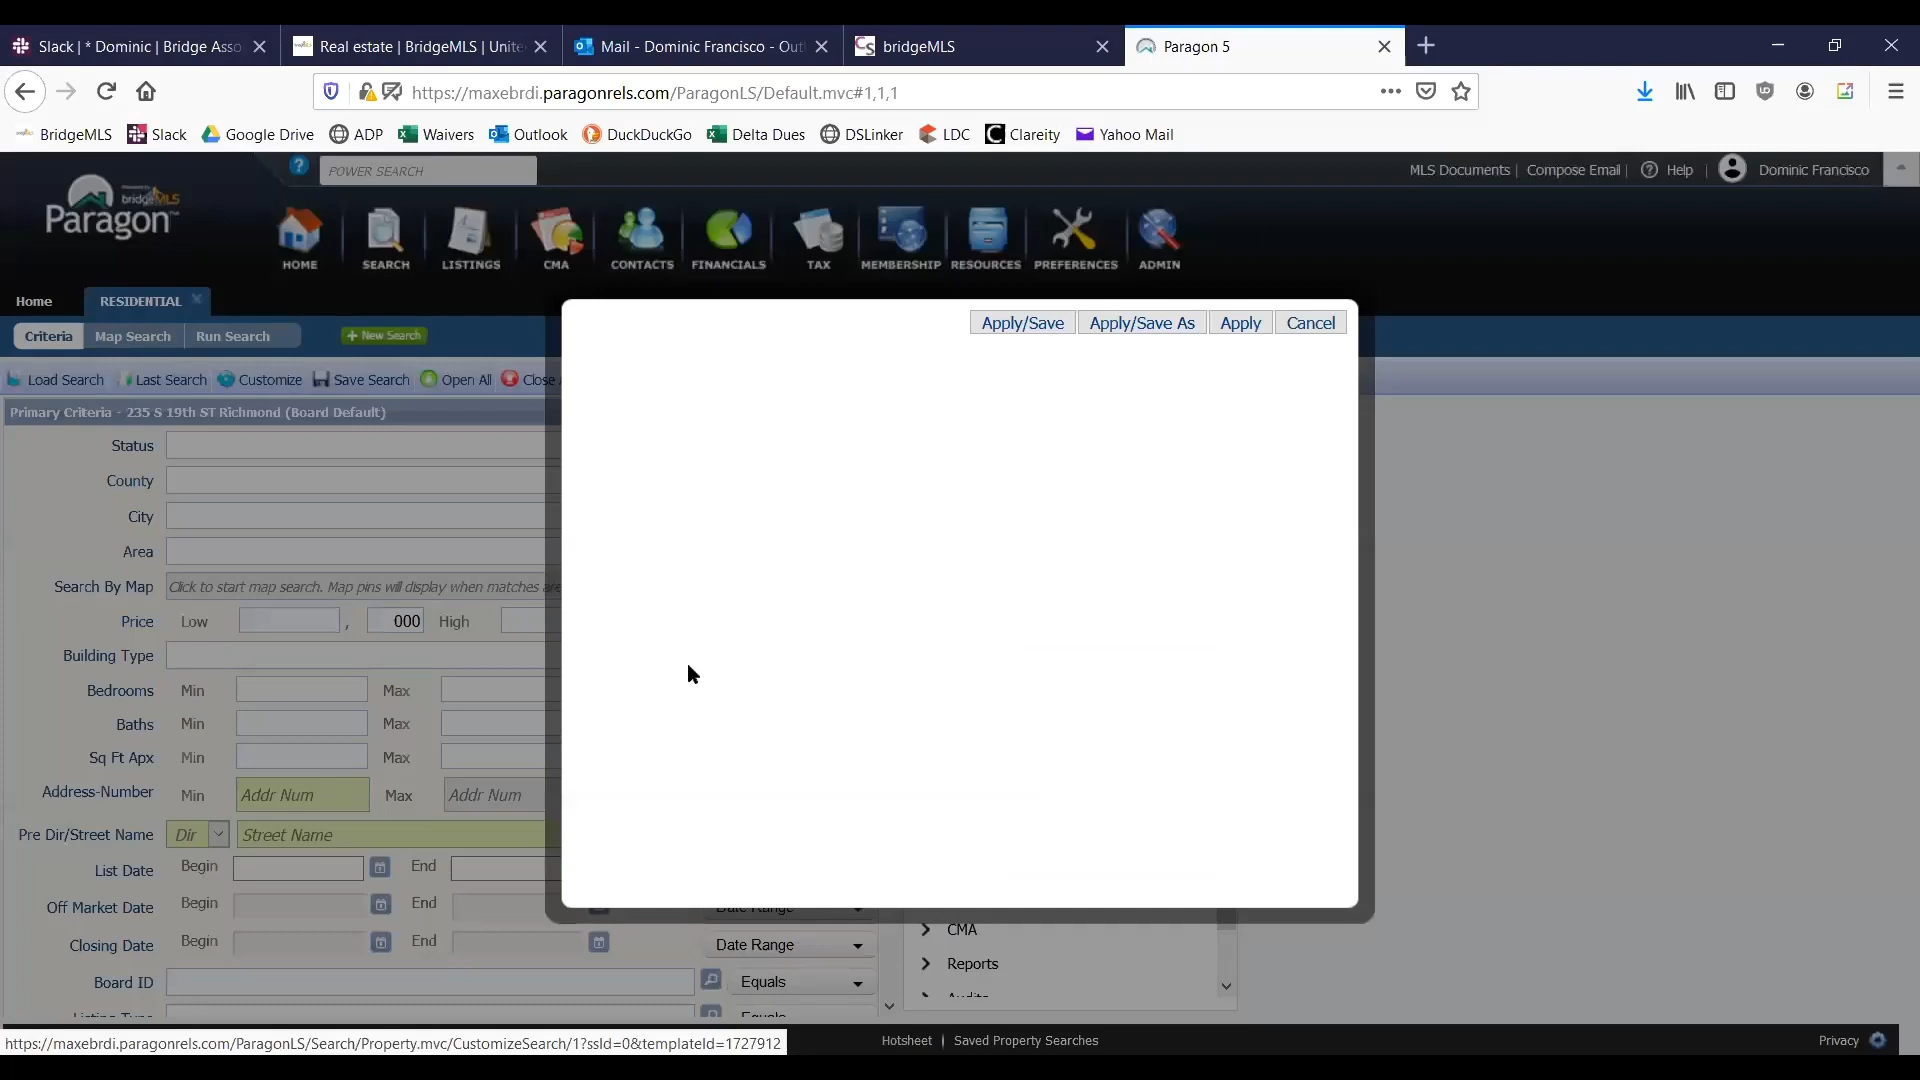 Slack | * Dominic | Bridge Asso
Real estate | BridgeMLS | Unite
Mail - Dominic Francisco - Out
bridgeMLS
Paragon 5
https://maxebrdi.paragonrels.com/ParagonLS/Default.mvc#1,1,1
BridgeMLS Slack Google Drive ADP Waivers Outlook DuckDuckGo Delta Dues DSLinker LDC Clareity Yahoo Mail
POWER SEARCH
MLS Documents | Compose Email | Help | Dominic Francisco
bridgeMLS
Paragon
HOME SEARCH LISTINGS CMA CONTACTS FINANCIALS TAX MEMBERSHIP RESOURCES PREFERENCES ADMIN
Home RESIDENTIAL
Criteria Map Search Run Search + New Search
Apply/Save Apply/Save As Apply Cancel
Load Search Last Search Customize Save Search Open All Close
Primary Criteria - 235 S 19th ST Richmond (Board Default)
Status
County
City
Area
Search By Map Click to start map search. Map pins will display when matches are
Price Low , 000 High
Building Type
Bedrooms Min Max
Baths Min Max
Sq Ft Apx Min Max
Address-Number Min Addr Num Max Addr Num
Pre Dir/Street Name Dir Street Name
List Date Begin End
Off Market Date Begin End Date Range
Closing Date Begin End Date Range
Board ID Equals
Listing Type Equals
CMA
Reports
Audits
https://maxebrdi.paragonrels.com/ParagonLS/Search/Property.mvc/CustomizeSearch/1?ssId=0&templateId=1727912
Hotsheet | Saved Property Searches
Privacy